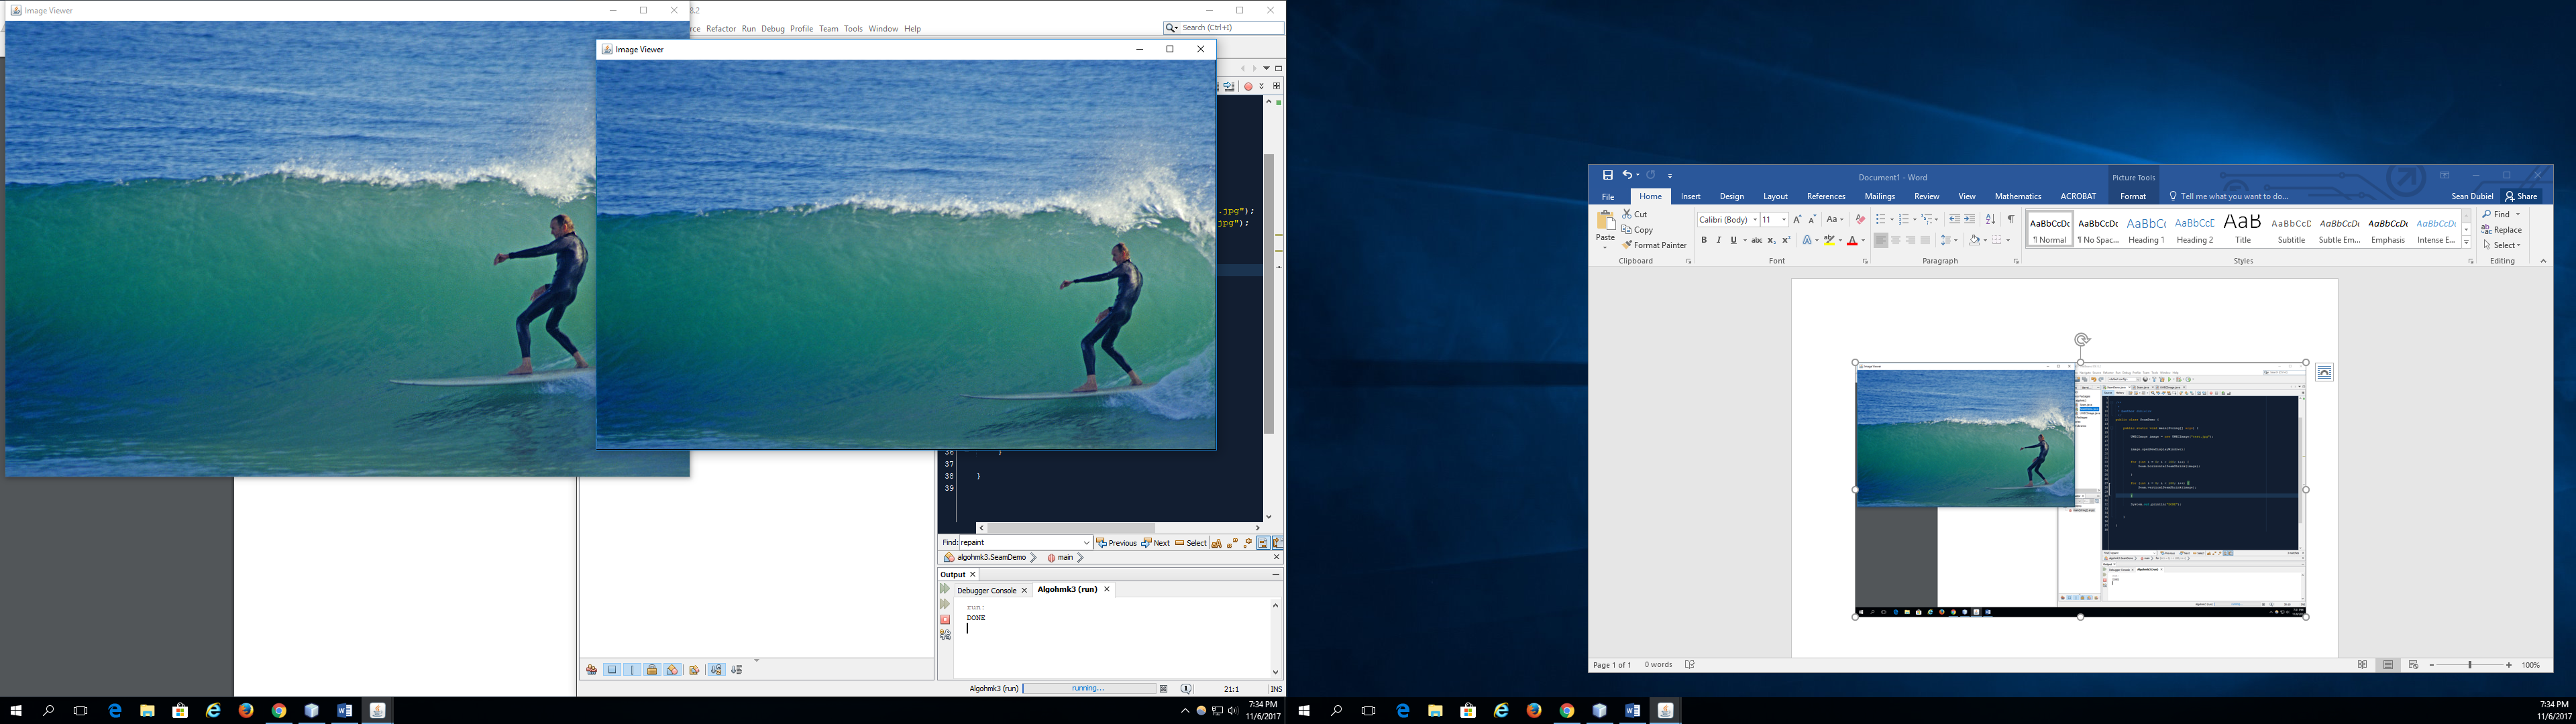 Image Viewer
8.2
rce Refactor Run Debug Profile Team Tools Window Help
Search (Ctrl+I)
Image Viewer
.jpg");
jpg");
36 }
37
38 }
39
Find: repaint Previous Next Select
algohmk3.SeamDemo main
Output
Debugger Console Algohmk3 (run)
run:
DONE
Algohmk3 (run) running... 21:1 INS
7:34 PM
11/6/2017
Document1 - Word
Picture Tools
File Home Insert Design Layout References Mailings Review View Mathematics ACROBAT Format Tell me what you want to do... Sean Dubiel Share
Paste
Cut
Copy
Format Painter
Clipboard
Calibri (Body) 11
Font
Paragraph
AaBbCcDc AaBbCcDc AaBbCc AaBbCcD AaB AaBbCcD AaBbCcDc AaBbCcDc AaBbCcDc
¶ Normal ¶ No Spac... Heading 1 Heading 2 Title Subtitle Subtle Em... Emphasis Intense E...
Styles
Find
Replace
Select
Editing
Page 1 of 1 0 words
100%
7:34 PM
11/6/2017